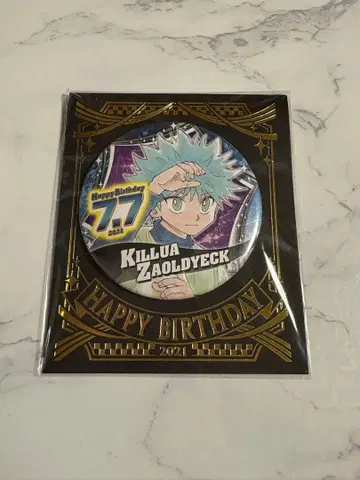 Happy Birthday
7.7
2021
KILLUA
ZAOLDYECK
HAPPY BIRTHDAY
2021